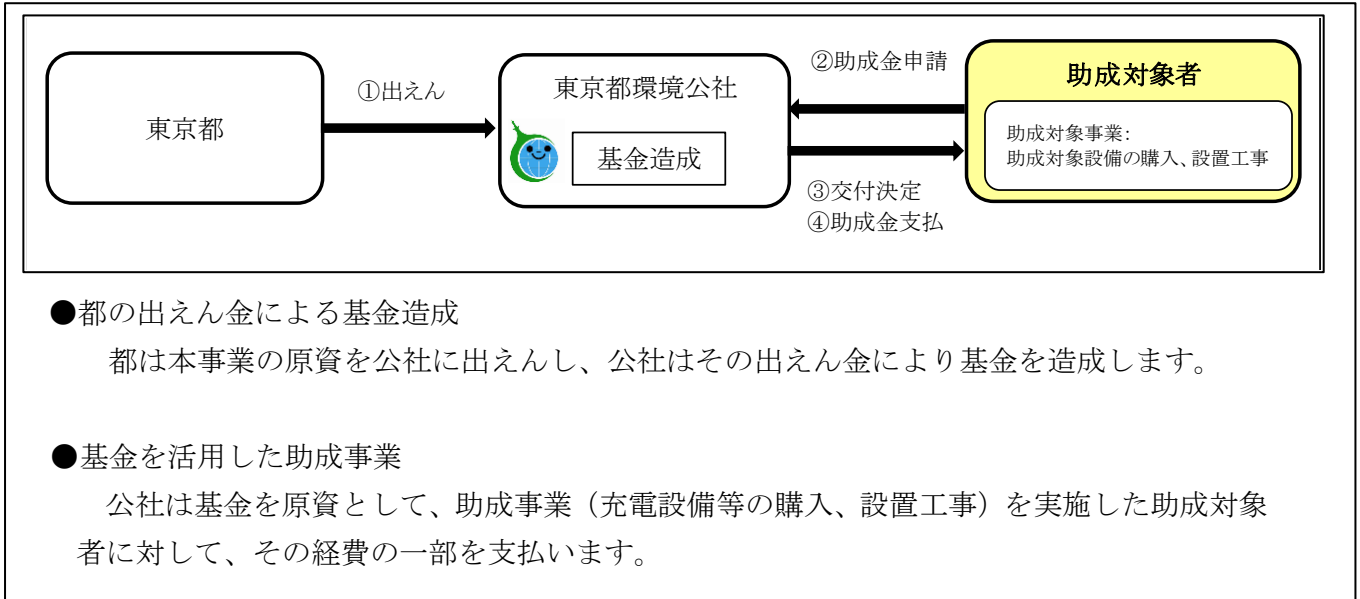 東京都
①出えん
東京都環境公社
基金造成
②助成金申請
③交付決定
④助成金支払
助成対象者
助成対象事業:
助成対象設備の購入、設置工事
●都の出えん金による基金造成
都は本事業の原資を公社に出えんし、公社はその出えん金により基金を造成します。
●基金を活用した助成事業
公社は基金を原資として、助成事業（充電設備等の購入、設置工事）を実施した助成対象
者に対して、その経費の一部を支払います。